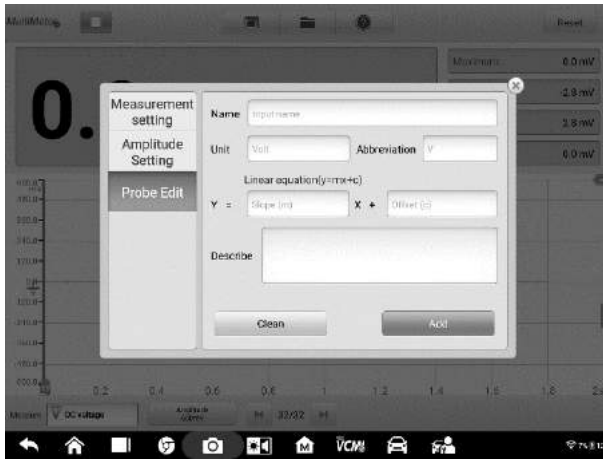 MultiMeter
Reset
Maximum: 0.0 mV
-2.8 mV
2.8 mV
0.0 mV
0.
Measurement
setting
Amplitude
Setting
Probe Edit
Name Input name
Unit Volt Abbreviation V
Linear equation(y=mx+c)
Y = Slope (m) X + Offset (c)
Describe
Clean Add
0.2 0.4 0.6 0.8 1 1.2 1.4 1.6 1.8
DC voltage 32/32
VCMI